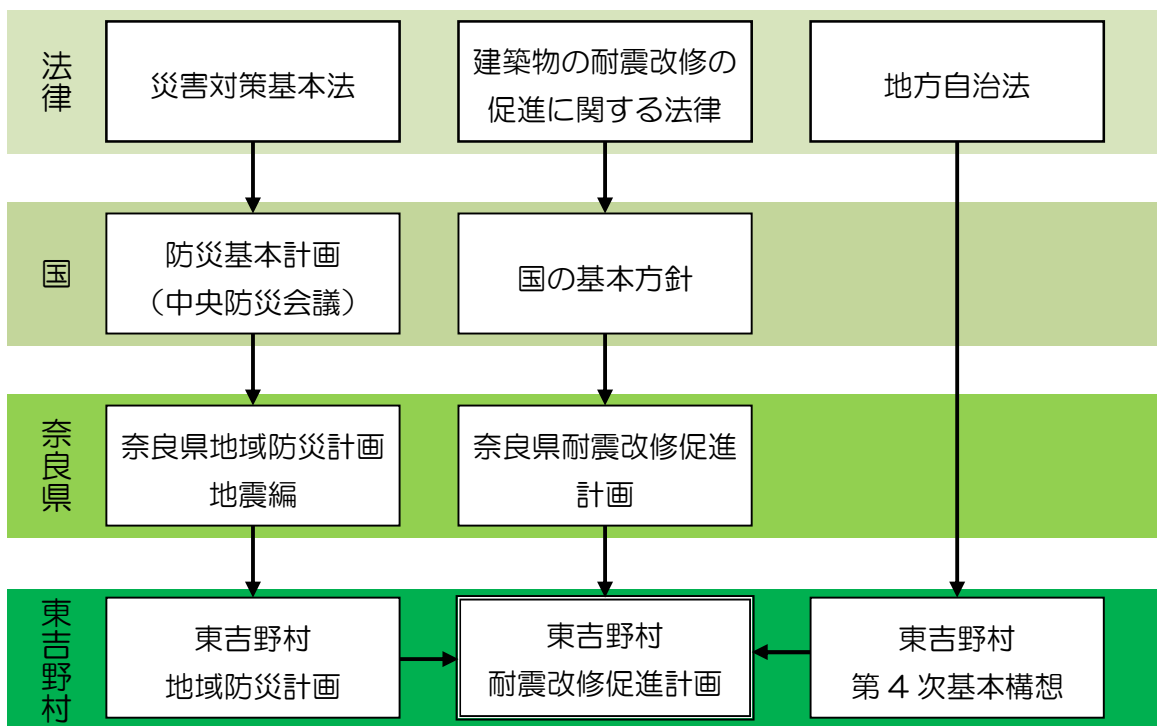 法律
災害対策基本法
建築物の耐震改修の
促進に関する法律
地方自治法
国
防災基本計画
（中央防災会議）
国の基本方針
奈良県
奈良県地域防災計画
地震編
奈良県耐震改修促進
計画
東吉野村
東吉野村
地域防災計画
東吉野村
耐震改修促進計画
東吉野村
第４次基本構想